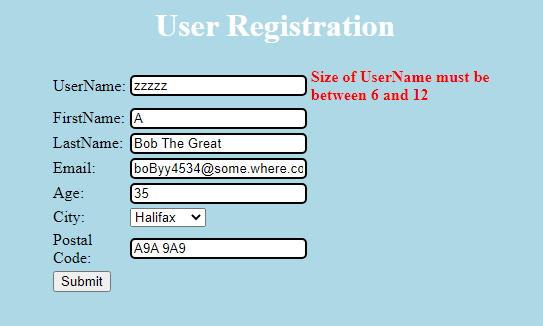 User Registration
UserName: zzzzz Size of UserName must be
between 6 and 12
FirstName: A
LastName: Bob The Great
Email: boByy4534@some.where.co
Age: 35
City: Halifax
Postal
Code: A9A 9A9
Submit